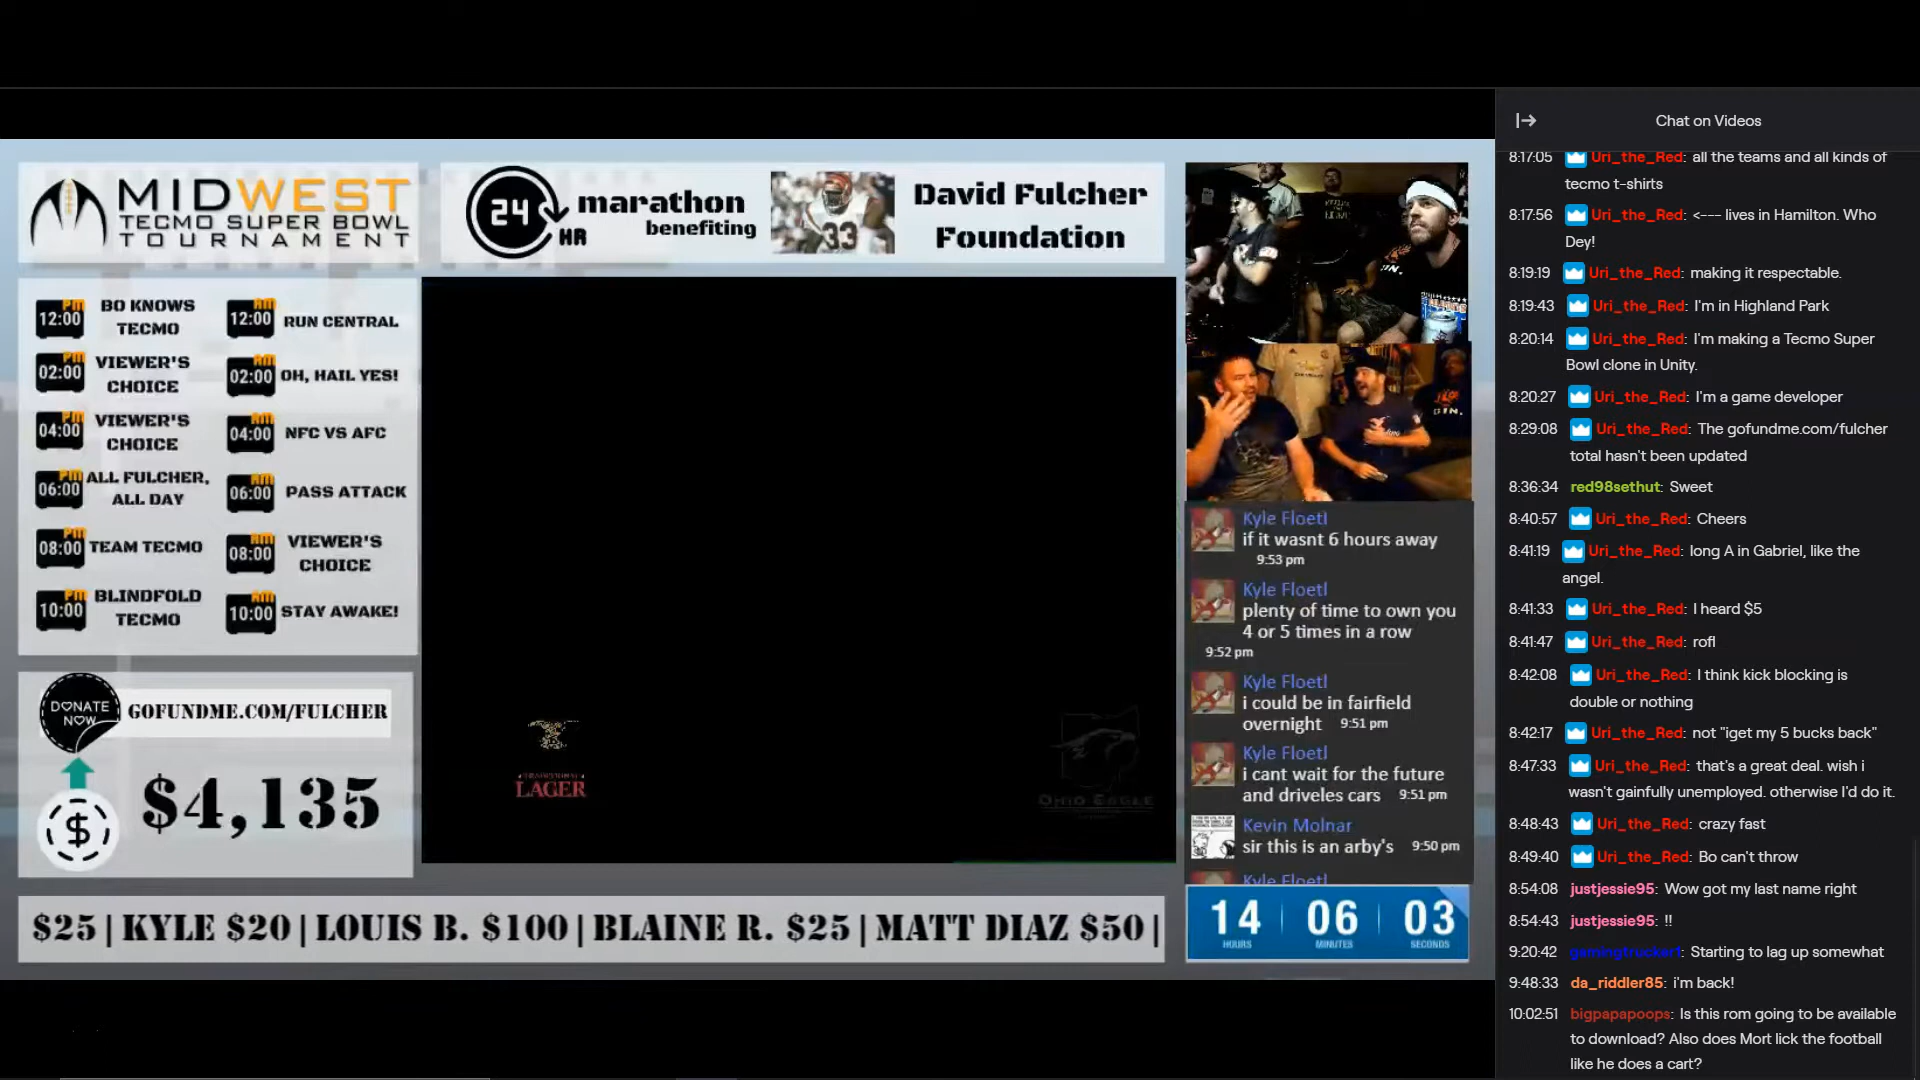 Chat on Videos
MIDWEST
TECMO SUPER BOWL
TOURNAMENT
24
HR
marathon
benefiting
33
David Fulcher
Foundation
PM
12:00
BO KNOWS
TECMO
AM
12:00
RUN CENTRAL
PM
02:00
VIEWER'S
CHOICE
AM
02:00
OH, HAIL YES!
PM
04:00
VIEWER'S
CHOICE
AM
04:00
NFC VS AFC
PM
06:00
ALL FULCHER,
ALL DAY
AM
06:00
PASS ATTACK
PM
08:00
TEAM TECMO
AM
08:00
VIEWER'S
CHOICE
PM
10:00
BLINDFOLD
TECMO
AM
10:00
STAY AWAKE!
DONATE
NOW
GOFUNDME.COM/FULCHER
$
$4,135
LAGER
OHIO EAGLE
Kyle Floetl
if it wasnt 6 hours away
9:53 pm
Kyle Floetl
plenty of time to own you
4 or 5 times in a row
9:52 pm
Kyle Floetl
i could be in fairfield
overnight 9:51 pm
Kyle Floetl
i cant wait for the future
and driveles cars 9:51 pm
Kevin Molnar
sir this is an arby's 9:50 pm
Kyle Floetl
14 06 03
HOURS MINUTES SECONDS
$25 | KYLE $20 | LOUIS B. $100 | BLAINE R. $25 | MATT DIAZ $50 |
8:17:05 Uri_the_Red: all the teams and all kinds of
tecmo t-shirts
8:17:56 Uri_the_Red: <--- lives in Hamilton. Who
Dey!
8:19:19 Uri_the_Red: making it respectable.
8:19:43 Uri_the_Red: I'm in Highland Park
8:20:14 Uri_the_Red: I'm making a Tecmo Super
Bowl clone in Unity.
8:20:27 Uri_the_Red: I'm a game developer
8:29:08 Uri_the_Red: The gofundme.com/fulcher
total hasn't been updated
8:36:34 red98sethut: Sweet
8:40:57 Uri_the_Red: Cheers
8:41:19 Uri_the_Red: long A in Gabriel, like the
angel.
8:41:33 Uri_the_Red: I heard $5
8:41:47 Uri_the_Red: rofl
8:42:08 Uri_the_Red: I think kick blocking is
double or nothing
8:42:17 Uri_the_Red: not "iget my 5 bucks back"
8:47:33 Uri_the_Red: that's a great deal. wish i
wasn't gainfully unemployed. otherwise I'd do it.
8:48:43 Uri_the_Red: crazy fast
8:49:40 Uri_the_Red: Bo can't throw
8:54:08 justjessie95: Wow got my last name right
8:54:43 justjessie95: !!
9:20:42 gamingtrucker1: Starting to lag up somewhat
9:48:33 da_riddler85: i'm back!
10:02:51 bigpapapoops: Is this rom going to be available
to download? Also does Mort lick the football
like he does a cart?